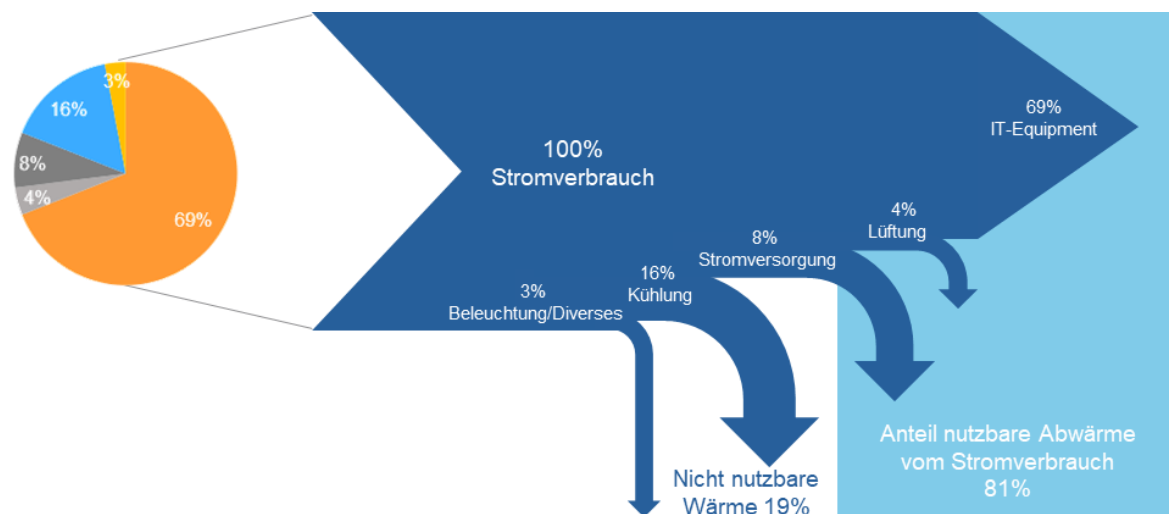 3%
16%
8%
4%
69%
100%
Stromverbrauch
69%
IT-Equipment
4%
Lüftung
8%
Stromversorgung
16%
Kühlung
3%
Beleuchtung/Diverses
Nicht nutzbare
Wärme 19%
Anteil nutzbare Abwärme
vom Stromverbrauch
81%